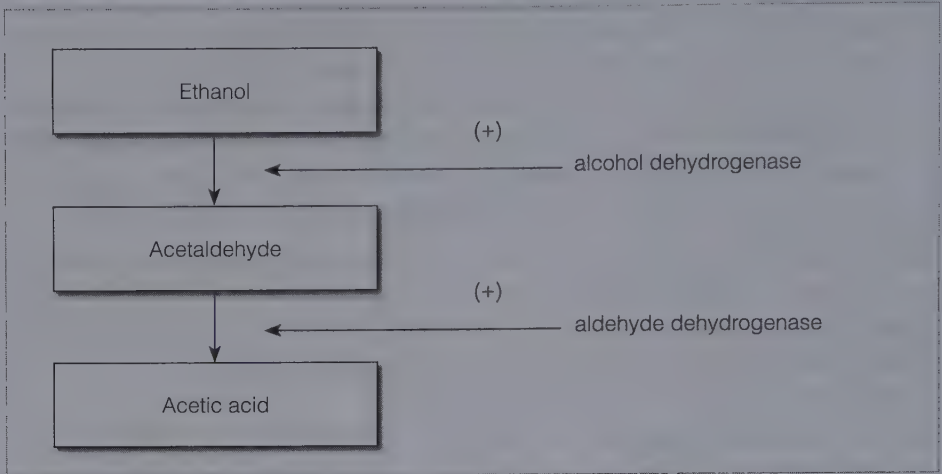 Ethanol
(+)
alcohol dehydrogenase
Acetaldehyde
(+)
aldehyde dehydrogenase
Acetic acid